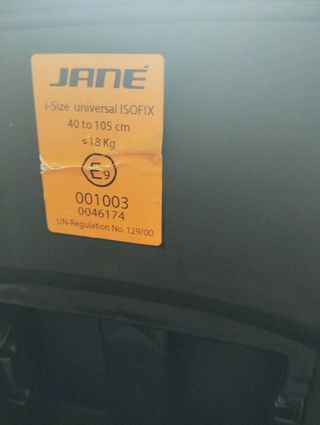 JANÉ
i-Size universal ISOFIX
40 to 105 cm
≤18 Kg
E9
001003
0046174
UN-Regulation No. 129/00